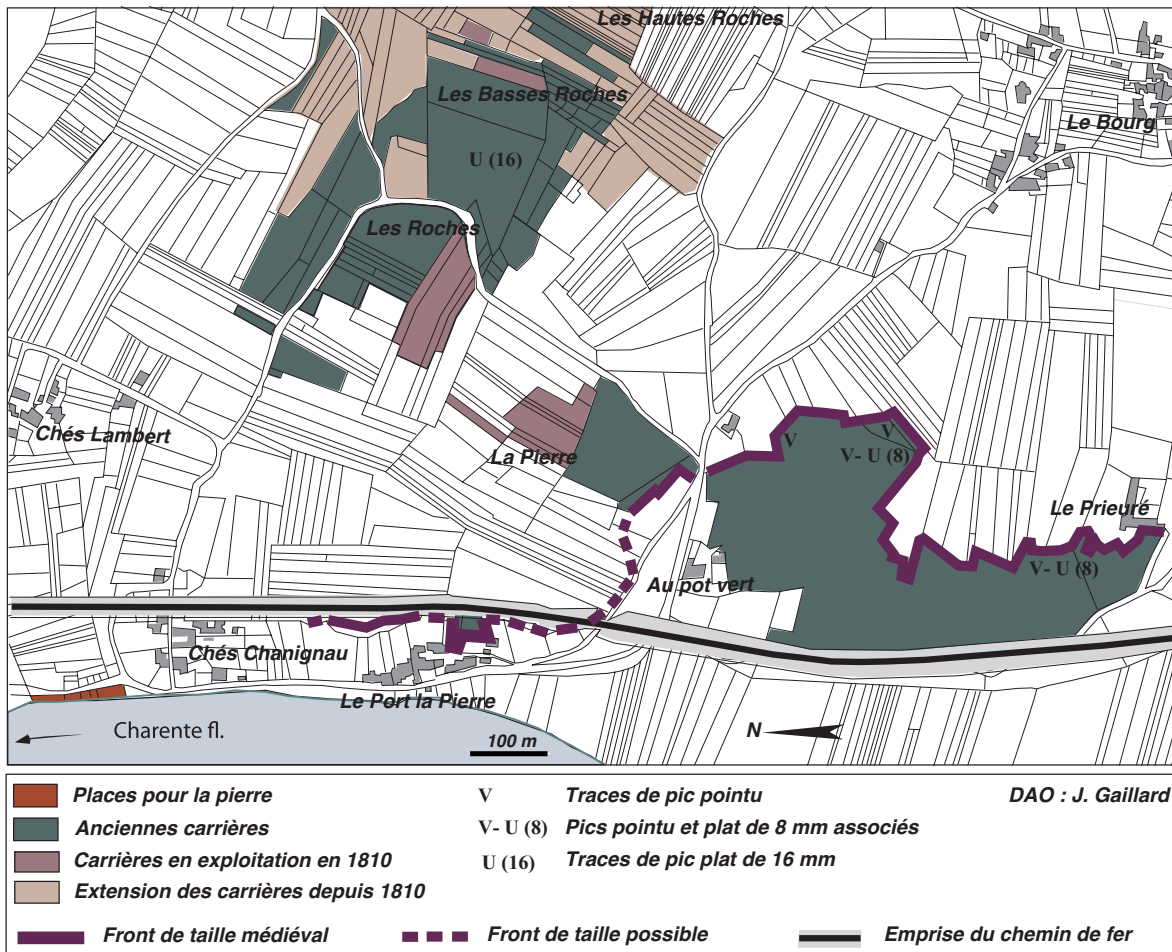 Les Hautes Roches
Les Basses Roches
Le Bourg
U (16)
Les Roches
Chés Lambert
La Pierre
V
V
V- U (8)
Le Prieuré
V- U (8)
Au pot vert
Chés Chanignau
Le Port la Pierre
Charente fl.
100 m
N
Places pour la pierre
V Traces de pic pointu
DAO : J. Gaillard
Anciennes carrières
V- U (8) Pics pointu et plat de 8 mm associés
Carrières en exploitation en 1810
U (16) Traces de pic plat de 16 mm
Extension des carrières depuis 1810
Front de taille médiéval
Front de taille possible
Emprise du chemin de fer